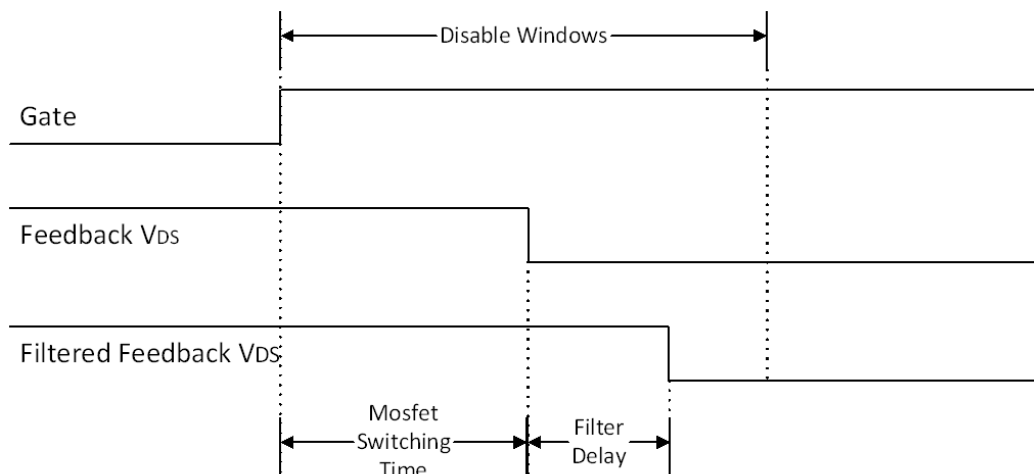 Disable Windows
Gate
Feedback VDS
Filtered Feedback VDS
Mosfet
Switching
Time
Filter
Delay